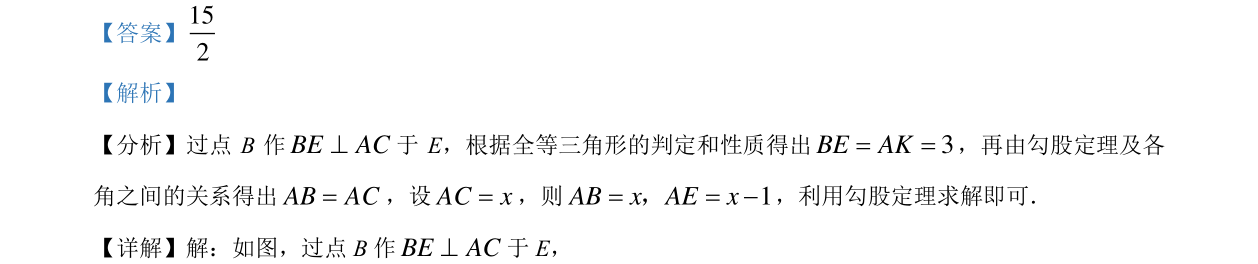 【答案】15/2
【解析】
【分析】过点 B 作 BE ⊥ AC 于 E，根据全等三角形的判定和性质得出 BE = AK = 3，再由勾股定理及各
角之间的关系得出 AB = AC，设 AC = x，则 AB = x，AE = x−1，利用勾股定理求解即可．
【详解】解：如图，过点 B 作 BE ⊥ AC 于 E，